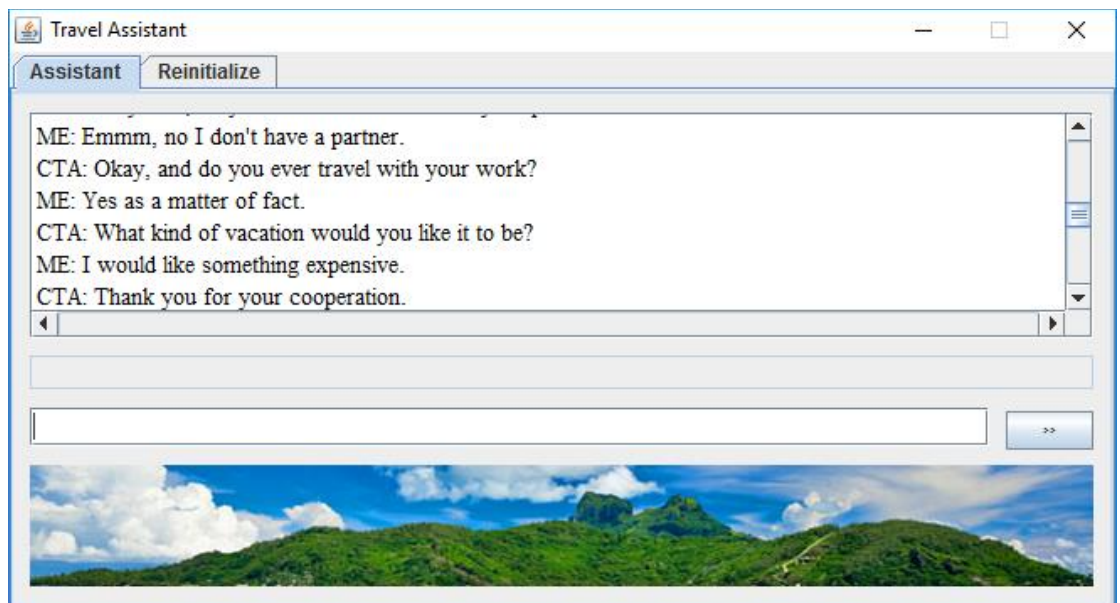 Travel Assistant
Assistant
Reinitialize
ME: Emmm, no I don't have a partner.
CTA: Okay, and do you ever travel with your work?
ME: Yes as a matter of fact.
CTA: What kind of vacation would you like it to be?
ME: I would like something expensive.
CTA: Thank you for your cooperation.
>>